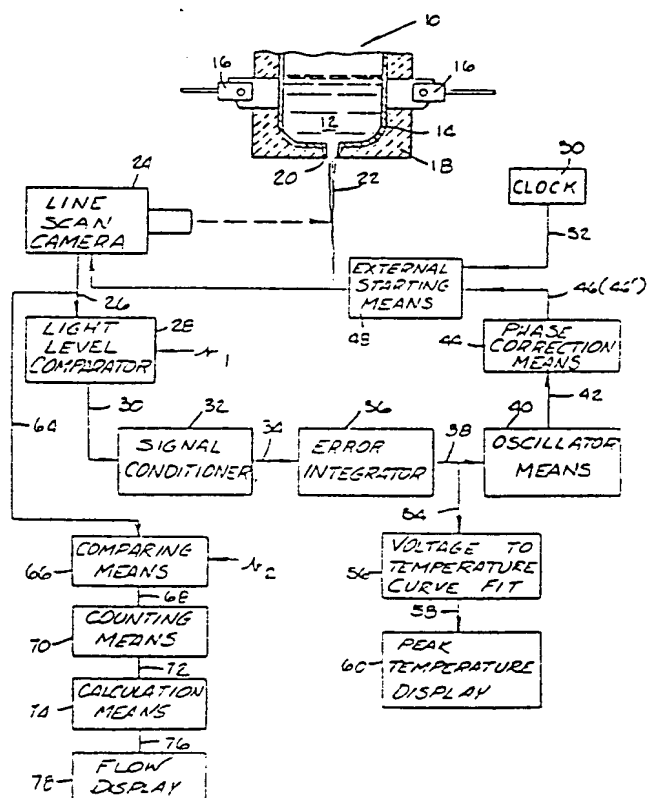 10
16
16
12
14
18
20
22
24
LINE
SCAN
CAMERA
50
CLOCK
52
EXTERNAL
STARTING
MEANS
48
46(46')
26
28
LIGHT
LEVEL
COMPARATOR
44
PHASE
CORRECTION
MEANS
42
30
64
32
SIGNAL
CONDITIONER
34
36
ERROR
INTEGRATOR
38
40
OSCILLATOR
MEANS
54
COMPARING
MEANS
66
68
VOLTAGE TO
TEMPERATURE
CURVE FIT
56
58
COUNTING
MEANS
70
72
PEAK
TEMPERATURE
DISPLAY
60
CALCULATION
MEANS
74
76
FLOW
DISPLAY
78